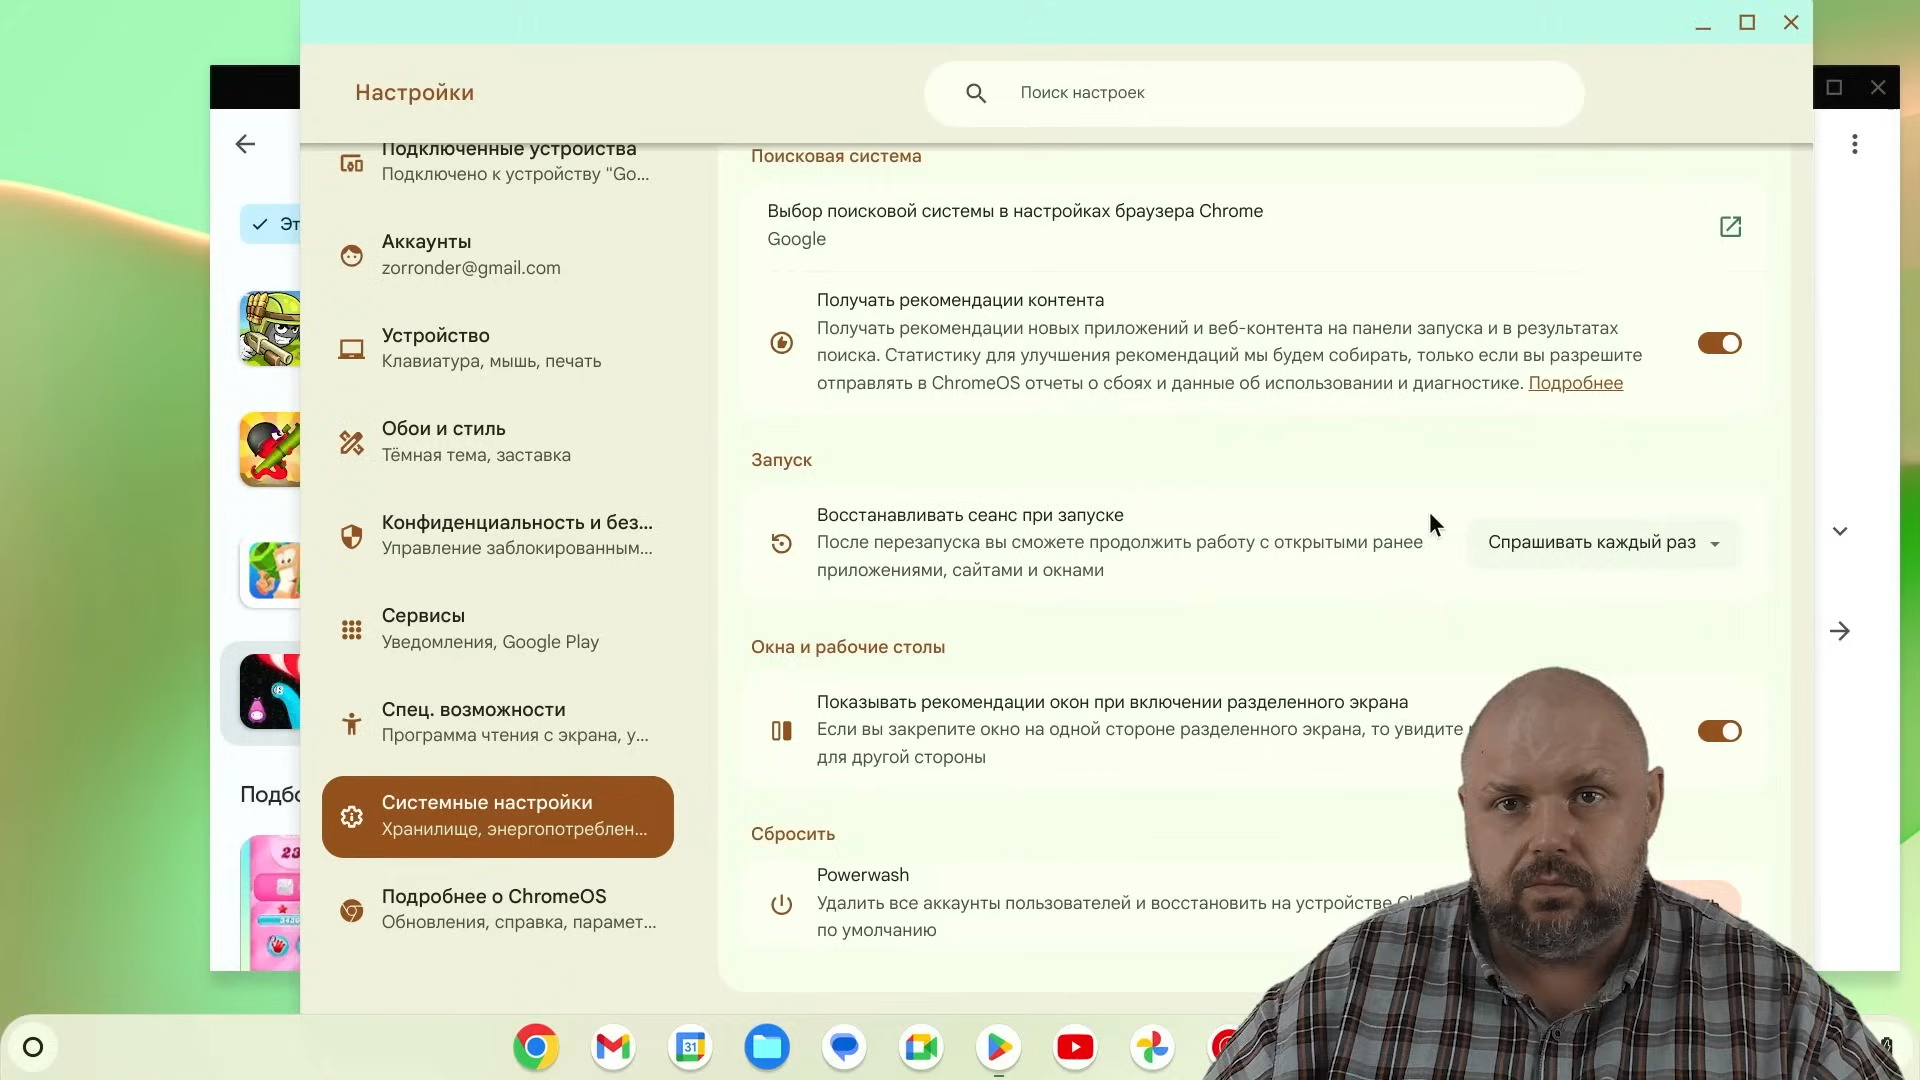 Настройки
Поиск настроек
Подключенные устройства
Подключено к устройству "Go...
Аккаунты
zorronder@gmail.com
Устройство
Клавиатура, мышь, печать
Обои и стиль
Тёмная тема, заставка
Конфиденциальность и без...
Управление заблокированным...
Сервисы
Уведомления, Google Play
Спец. возможности
Программа чтения с экрана, у...
Системные настройки
Хранилище, энергопотреблен...
Подробнее о ChromeOS
Обновления, справка, парамет...
Поисковая система
Выбор поисковой системы в настройках браузера Chrome
Google
Получать рекомендации контента
Получать рекомендации новых приложений и веб-контента на панели запуска и в результатах
поиска. Статистику для улучшения рекомендаций мы будем собирать, только если вы разрешите
отправлять в ChromeOS отчеты о сбоях и данные об использовании и диагностике. Подробнее
Запуск
Восстанавливать сеанс при запуске
После перезапуска вы сможете продолжить работу с открытыми ранее
приложениями, сайтами и окнами
Спрашивать каждый раз
Окна и рабочие столы
Показывать рекомендации окон при включении разделенного экрана
Если вы закрепите окно на одной стороне разделенного экрана, то увидите
для другой стороны
Сбросить
Powerwash
Удалить все аккаунты пользователей и восстановить на устройстве
по умолчанию
31